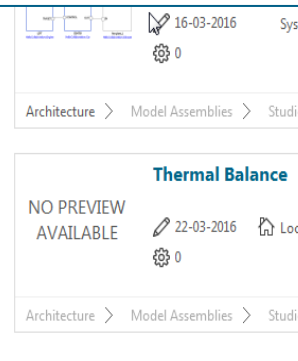 16-03-2016 Sys
0
Architecture > Model Assemblies > Studi
Thermal Balance
NO PREVIEW
AVAILABLE
22-03-2016 Loc
0
Architecture > Model Assemblies > Studi